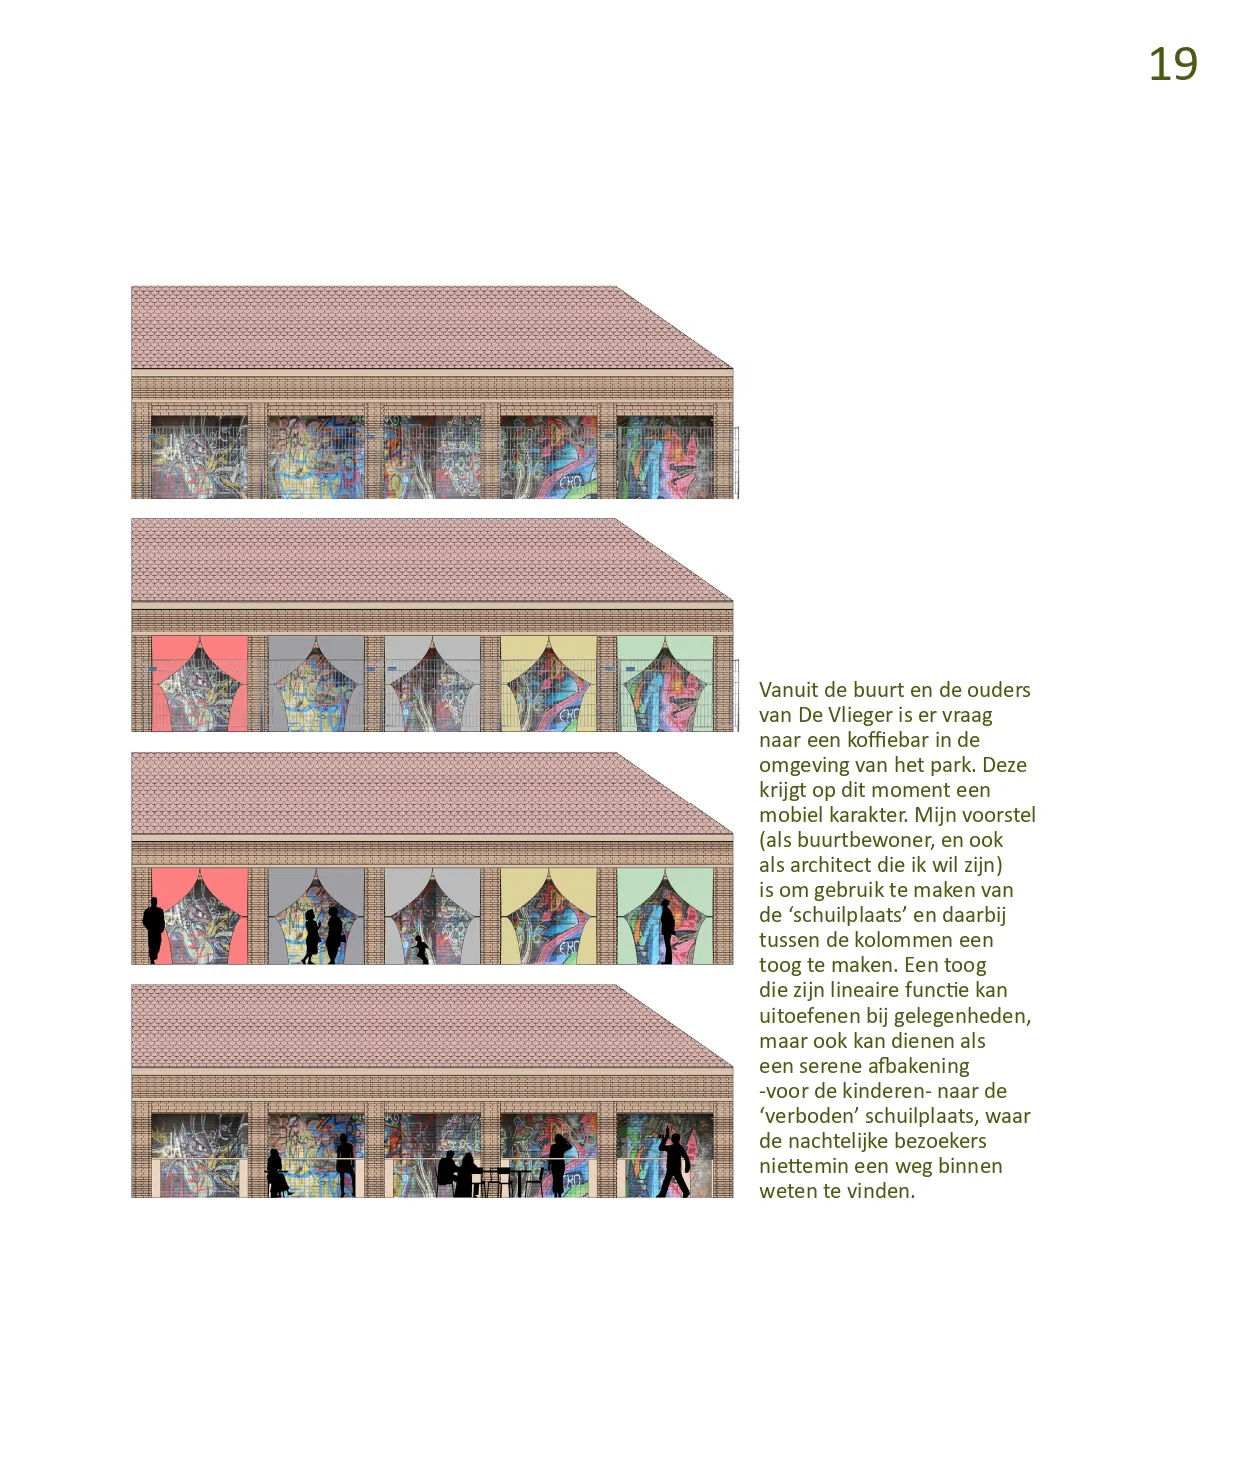 19
Vanuit de buurt en de ouders
van De Vlieger is er vraag
naar een koffiebar in de
omgeving van het park. Deze
krijgt op dit moment een
mobiel karakter. Mijn voorstel
(als buurtbewoner, en ook
als architect die ik wil zijn)
is om gebruik te maken van
de ‘schuilplaats’ en daarbij
tussen de kolommen een
toog te maken. Een toog
die zijn lineaire functie kan
uitoefenen bij gelegenheden,
maar ook kan dienen als
een serene afbakening
-voor de kinderen- naar de
‘verboden’ schuilplaats, waar
de nachtelijke bezoekers
niettemin een weg binnen
weten te vinden.